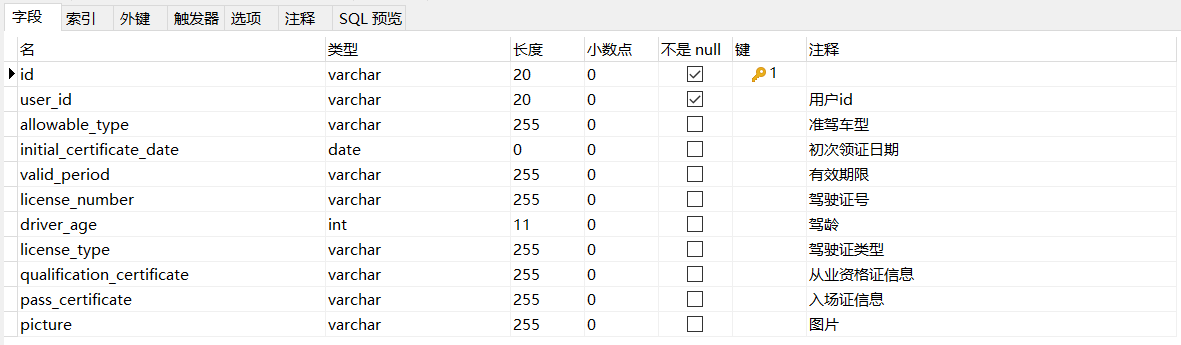 字段 索引 外键 触发器 选项 注释 SQL 预览
名 类型 长度 小数点 不是 null 键 注释
id varchar 20 0 1
user_id varchar 20 0 用户id
allowable_type varchar 255 0 准驾车型
initial_certificate_date date 0 0 初次领证日期
valid_period varchar 255 0 有效期限
license_number varchar 255 0 驾驶证号
driver_age int 11 0 驾龄
license_type varchar 255 0 驾驶证类型
qualification_certificate varchar 255 0 从业资格证信息
pass_certificate varchar 255 0 入场证信息
picture varchar 255 0 图片